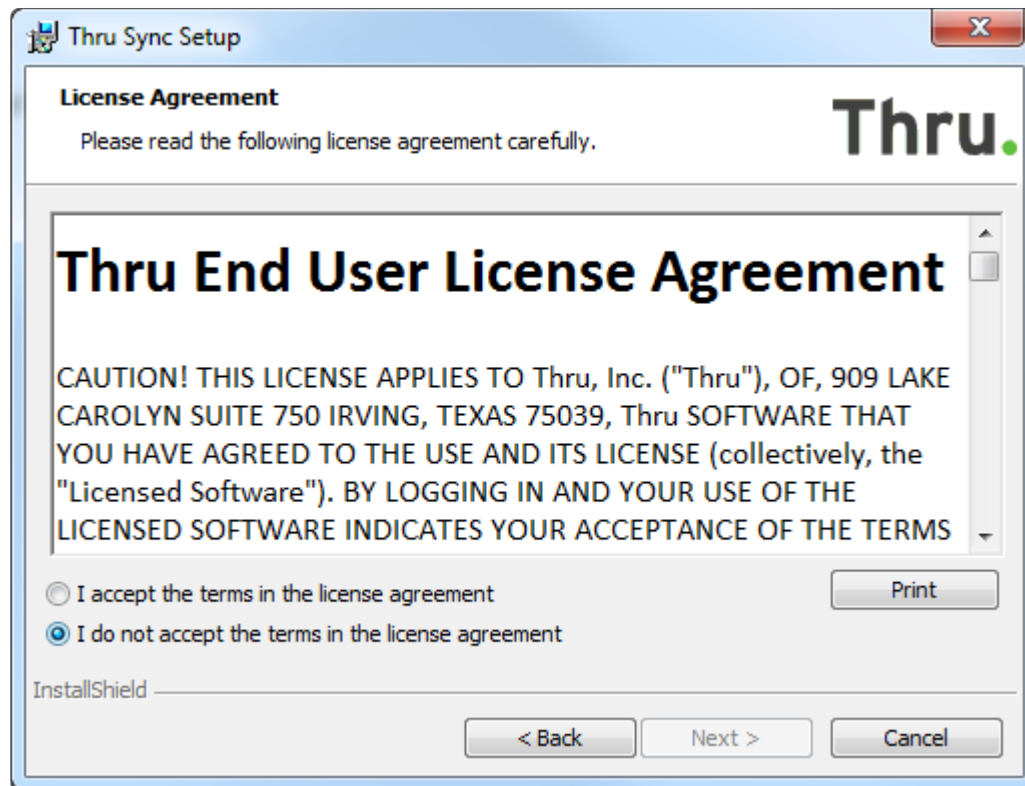 Thru Sync Setup
License Agreement
Please read the following license agreement carefully.
Thru.
Thru End User License Agreement
CAUTION! THIS LICENSE APPLIES TO Thru, Inc. ("Thru"), OF, 909 LAKE
CAROLYN SUITE 750 IRVING, TEXAS 75039, Thru SOFTWARE THAT
YOU HAVE AGREED TO THE USE AND ITS LICENSE (collectively, the
"Licensed Software"). BY LOGGING IN AND YOUR USE OF THE
LICENSED SOFTWARE INDICATES YOUR ACCEPTANCE OF THE TERMS
I accept the terms in the license agreement
Print
I do not accept the terms in the license agreement
InstallShield
< Back
Next >
Cancel